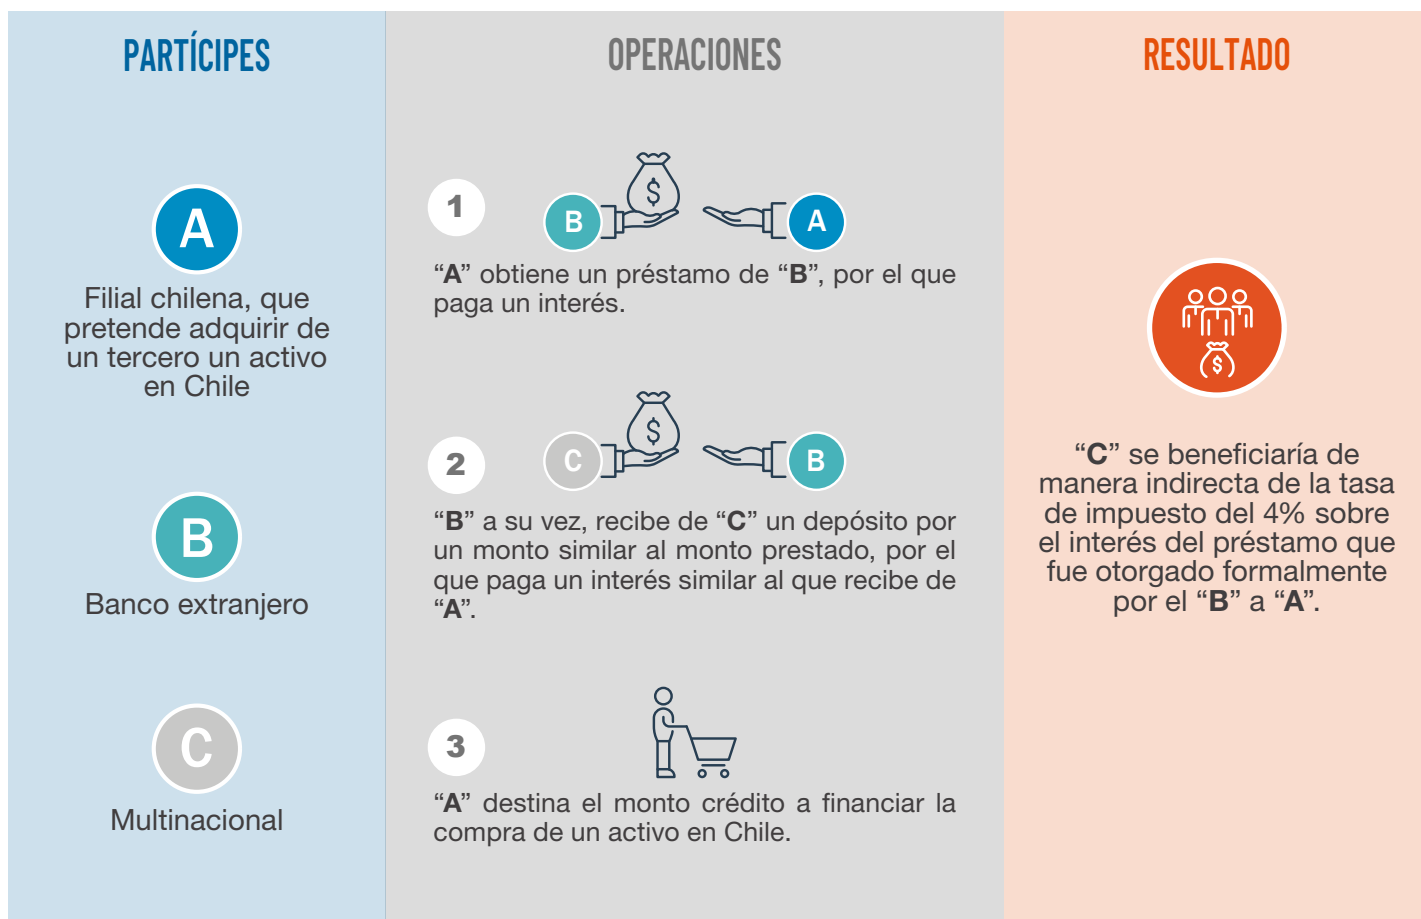 PARTÍCIPES
A
Filial chilena, que
pretende adquirir de
un tercero un activo
en Chile
B
Banco extranjero
C
Multinacional
OPERACIONES
1
B
$
A
“A” obtiene un préstamo de “B”, por el que
paga un interés.
2
C
$
B
“B” a su vez, recibe de “C” un depósito por
un monto similar al monto prestado, por el
que paga un interés similar al que recibe de
“A”.
3
“A” destina el monto crédito a financiar la
compra de un activo en Chile.
RESULTADO
$
“C” se beneficiaría de
manera indirecta de la tasa
de impuesto del 4% sobre
el interés del préstamo que
fue otorgado formalmente
por el “B” a “A”.